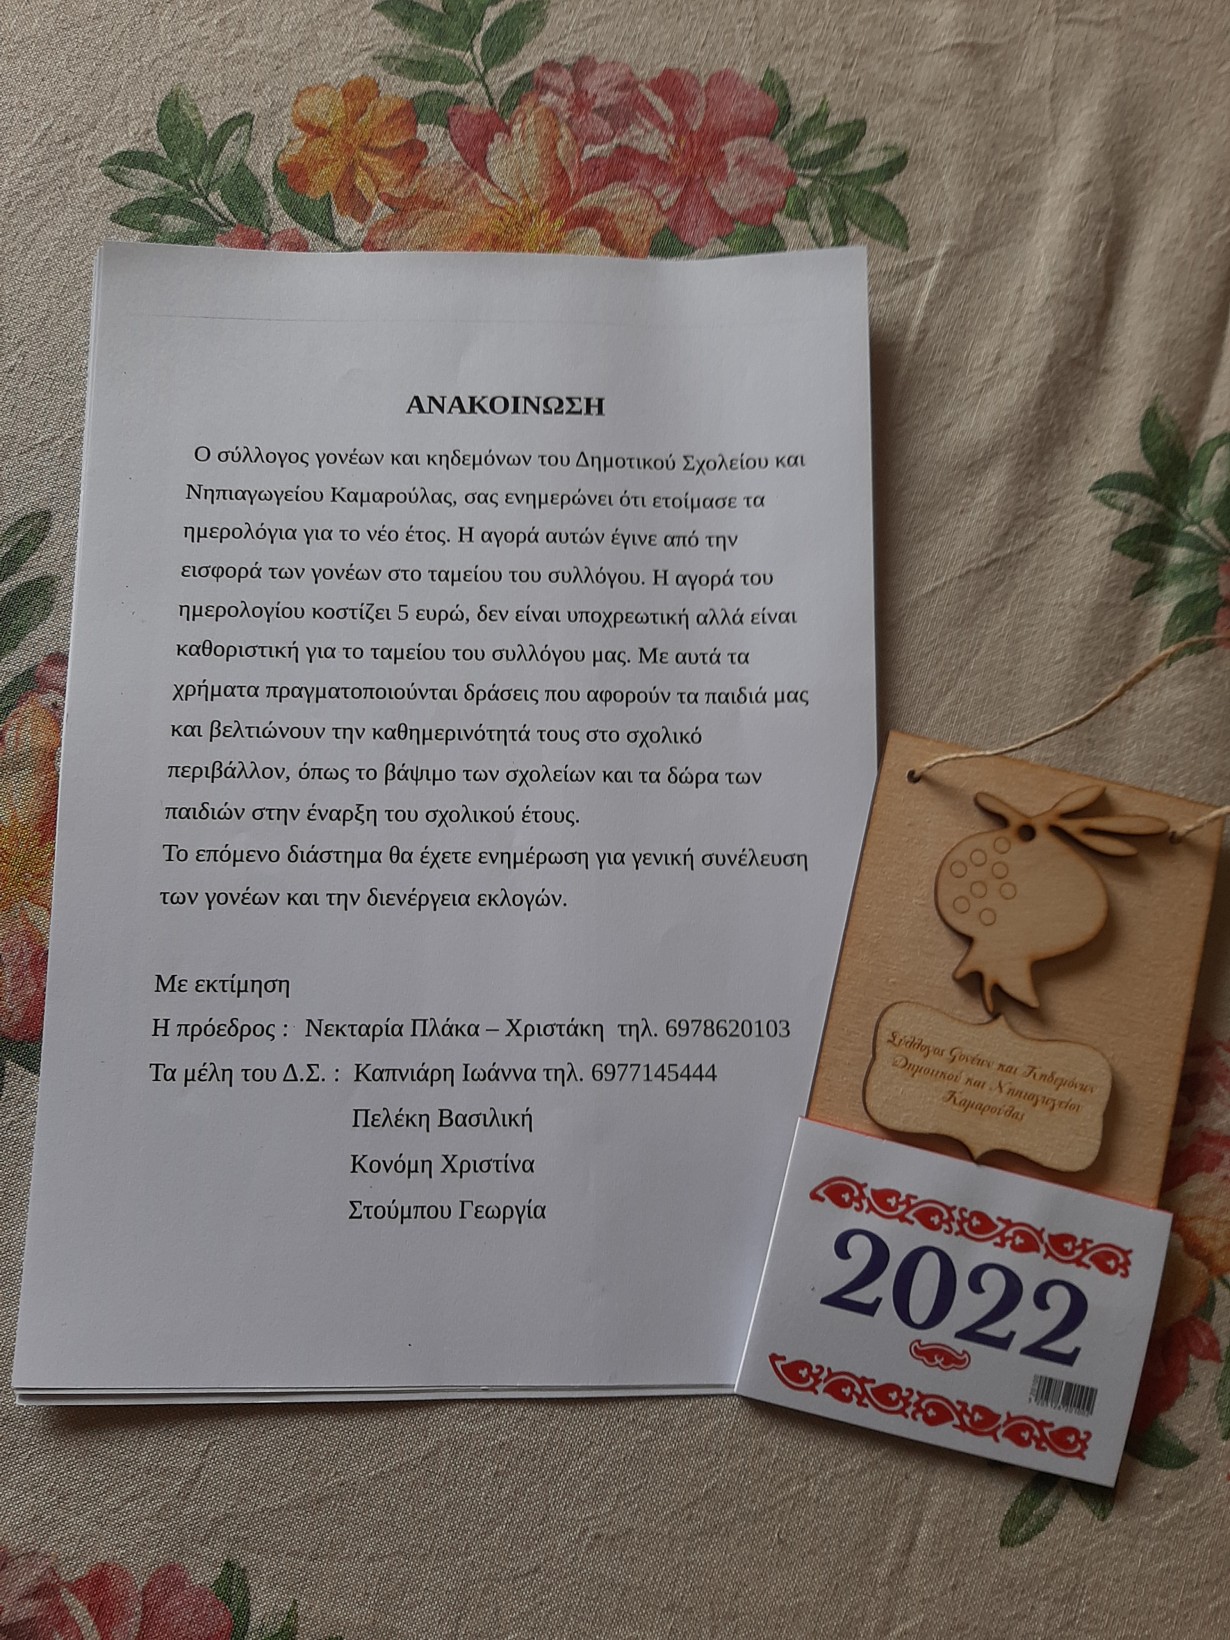 ΑΝΑΚΟΙΝΩΣΗ
Ο σύλλογος γονέων και κηδεμόνων του Δημοτικού Σχολείου και
Νηπιαγωγείου Καμαρούλας, σας ενημερώνει ότι ετοίμασε τα
ημερολόγια για το νέο έτος. Η αγορά αυτών έγινε από την
εισφορά των γονέων στο ταμείου του συλλόγου. Η αγορά του
ημερολογίου κοστίζει 5 ευρώ, δεν είναι υποχρεωτική αλλά είναι
καθοριστική για το ταμείου του συλλόγου μας. Με αυτά τα
χρήματα πραγματοποιούνται δράσεις που αφορούν τα παιδιά μας
και βελτιώνουν την καθημερινότητά τους στο σχολικό
περιβάλλον, όπως το βάψιμο των σχολείων και τα δώρα των
παιδιών στην έναρξη του σχολικού έτους.
Το επόμενο διάστημα θα έχετε ενημέρωση για γενική συνέλευση
των γονέων και την διενέργεια εκλογών.
Με εκτίμηση
Η πρόεδρος : Νεκταρία Πλάκα – Χριστάκη τηλ. 6978620103
Τα μέλη του Δ.Σ. : Καπνιάρη Ιωάννα τηλ. 6977145444
Πελέκη Βασιλική
Κονόμη Χριστίνα
Στούμπου Γεωργία
Σύλλογος Γονέων και Κηδεμόνων
Δημοτικού και Νηπιαγωγείου
Καμαρούλας
2022